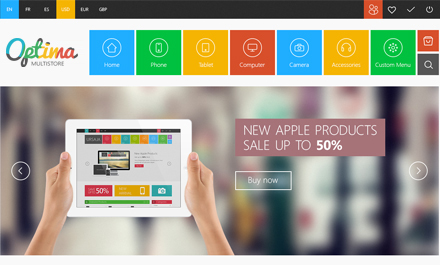 EN FR ES USD EUR GBP
Optima
MULTISTORE
Home Phone Tablet Computer Camera Accessories Custom Menu
NEW APPLE PRODUCTS
SALE UP TO 50%
Buy now
50%